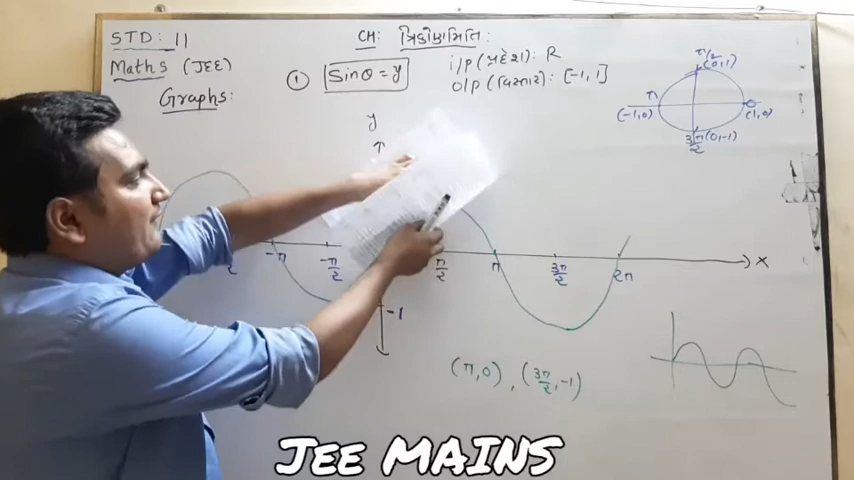 STD: 11
CH: ત્રિકોણમિતિ:
Maths (JEE)
Graphs:
① Sinθ = y
i/p (પ્રદેશ): R
o/p (વિસ્તાર): [-1, 1]
π/2
(0,1)
π
(-1,0)
(1,0)
3π/2 (0,-1)
y
-π
-π/2
π/2
π
3π/2
2π
x
-1
(π,0), (3π/2,-1)
JEE MAINS